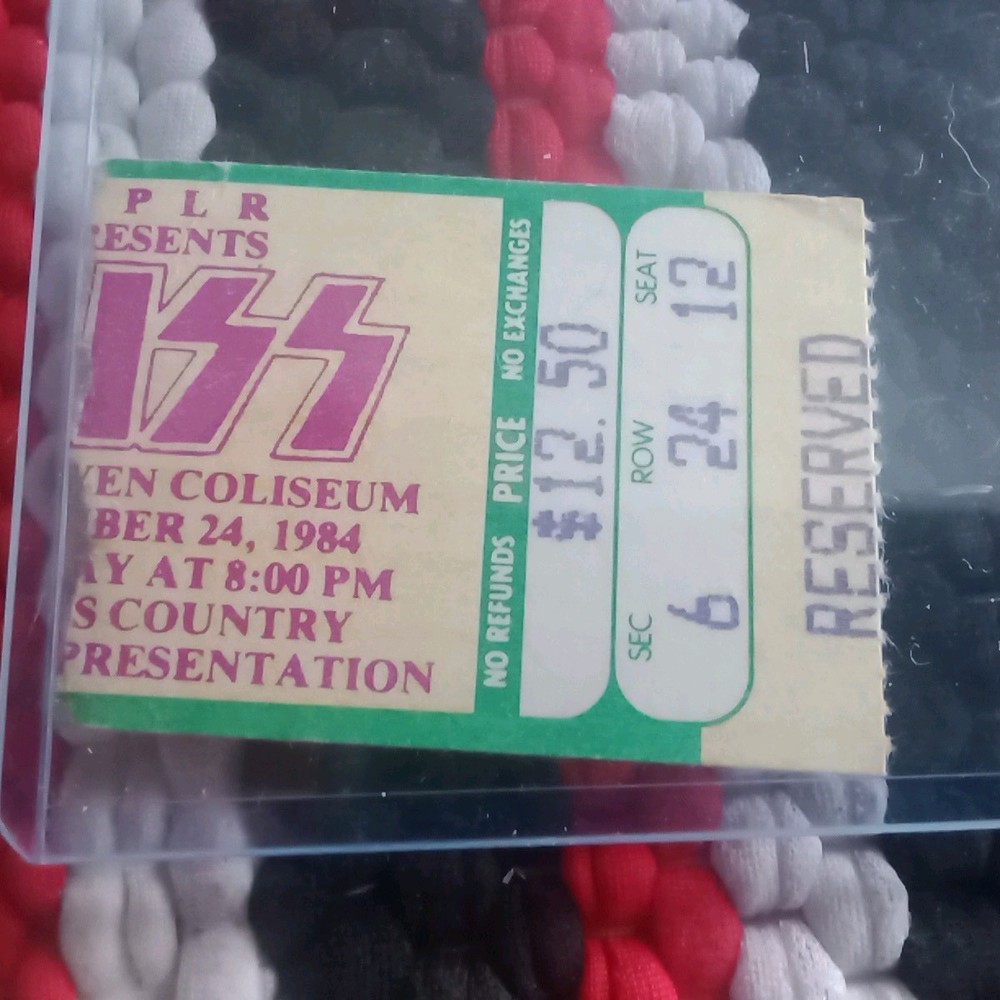 PLR
RESENTS
KISS
VEN COLISEUM
BER 24, 1984
AY AT 8:00 PM
S COUNTRY
PRESENTATION
NO REFUNDS PRICE NO EXCHANGES
$12.50
SEC ROW SEAT
6 24 12
RESERVED